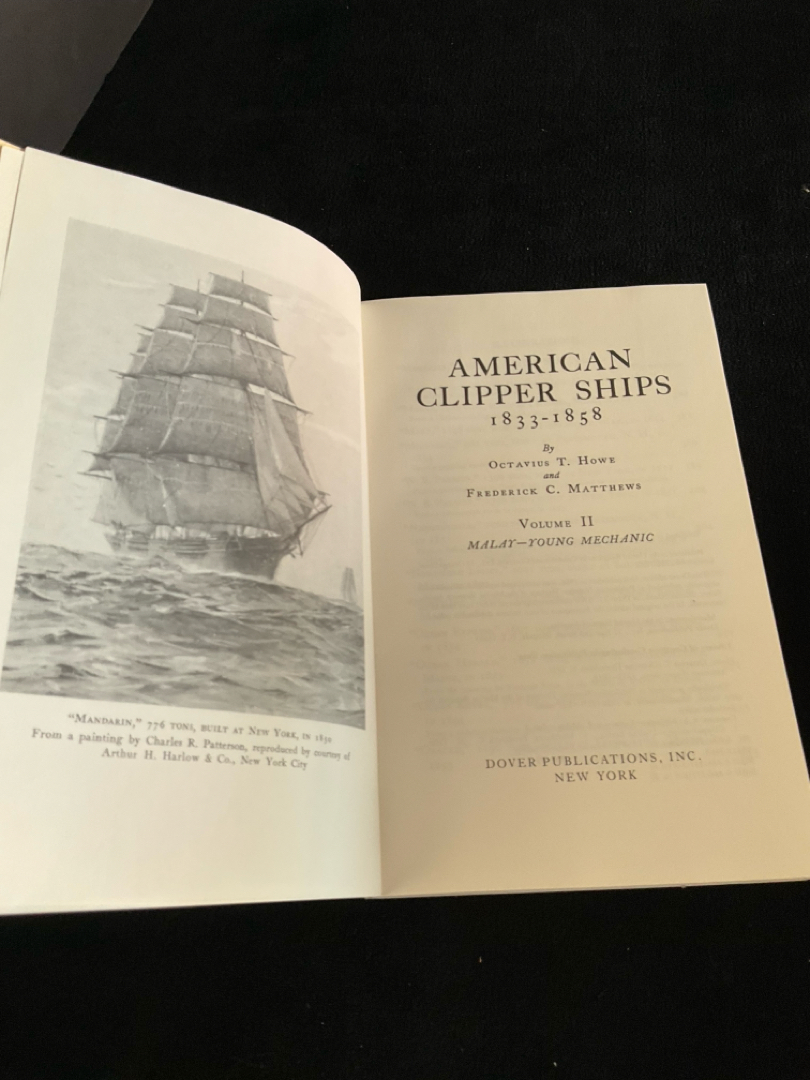 "MANDARIN," 776 TONS, BUILT AT NEW YORK, IN 1850
From a painting by Charles R. Patterson, reproduced by courtesy of
Arthur H. Harlow & Co., New York City
AMERICAN
CLIPPER SHIPS
1833-1858
By
OCTAVIUS T. HOWE
and
FREDERICK C. MATTHEWS
VOLUME II
MALAY—YOUNG MECHANIC
DOVER PUBLICATIONS, INC.
NEW YORK